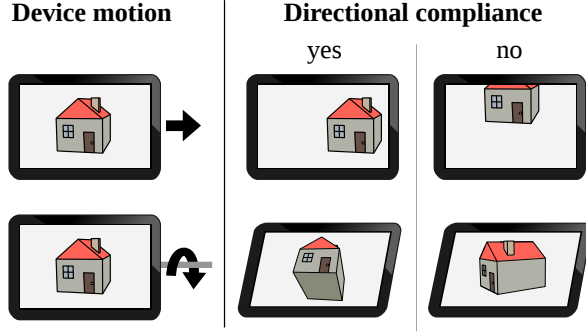 Device motion
Directional compliance
yes
no